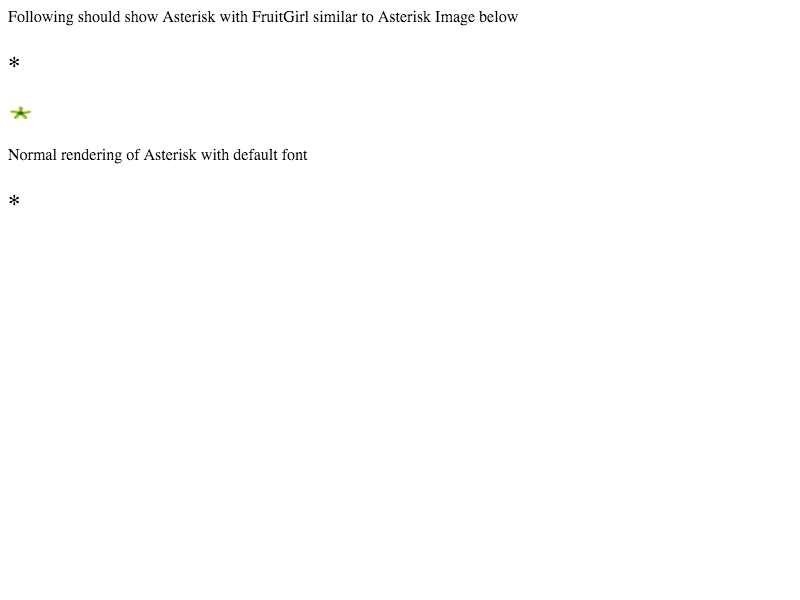 Following should show Asterisk with FruitGirl similar to Asterisk Image below
*
*
Normal rendering of Asterisk with default font
*